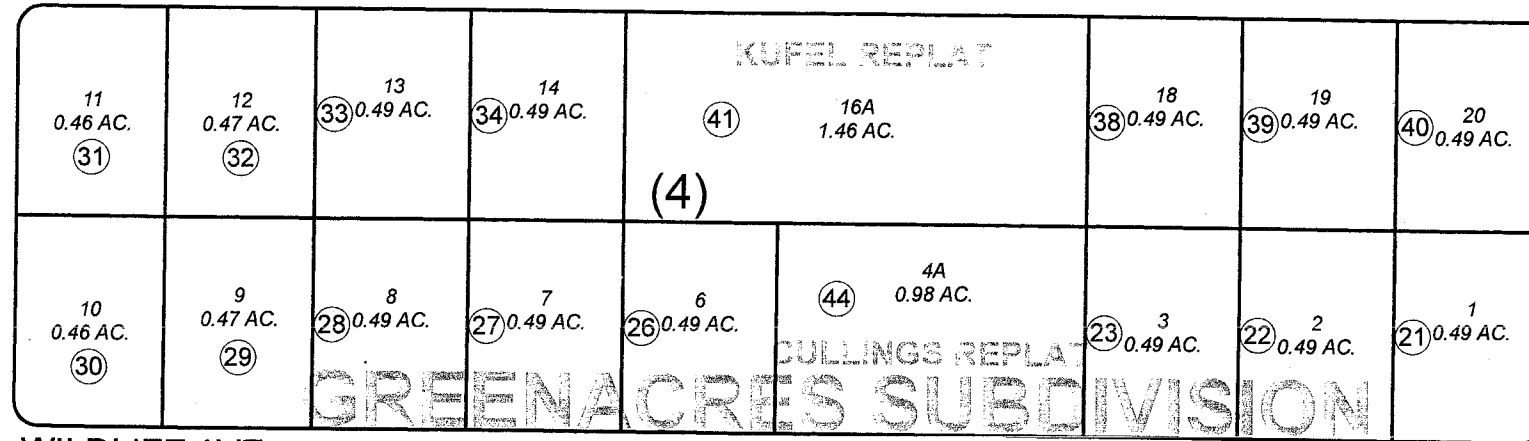 KUFEL REPLAT
11
0.46 AC.
31
12
0.47 AC.
32
13
33 0.49 AC.
14
34 0.49 AC.
41
16A
1.46 AC.
18
38 0.49 AC.
19
39 0.49 AC.
20
40 0.49 AC.
(4)
10
0.46 AC.
30
9
0.47 AC.
29
8
28 0.49 AC.
7
27 0.49 AC.
6
26 0.49 AC.
44
4A
0.98 AC.
3
23 0.49 AC.
2
22 0.49 AC.
1
21 0.49 AC.
CULLINGS REPLAT
GREENACRES SUBDIVISION